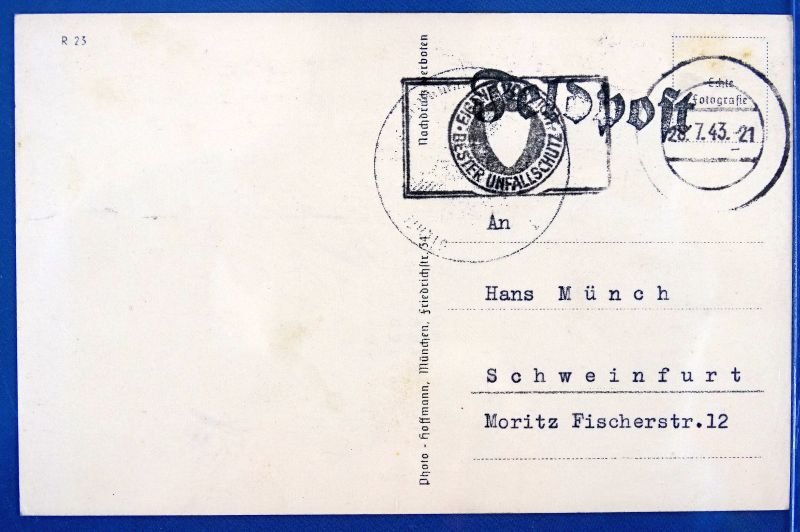 R 23
Nachdruck verboten
Photo - Hoffmann, München, Friedrichstr. 34
Feldpost
EIGNE VORSICHT · BESTER UNFALLSCHUTZ ·
Echte
Fotografie
28.7.43.-21
An
Hans Münch
Schweinfurt
Moritz Fischerstr.12